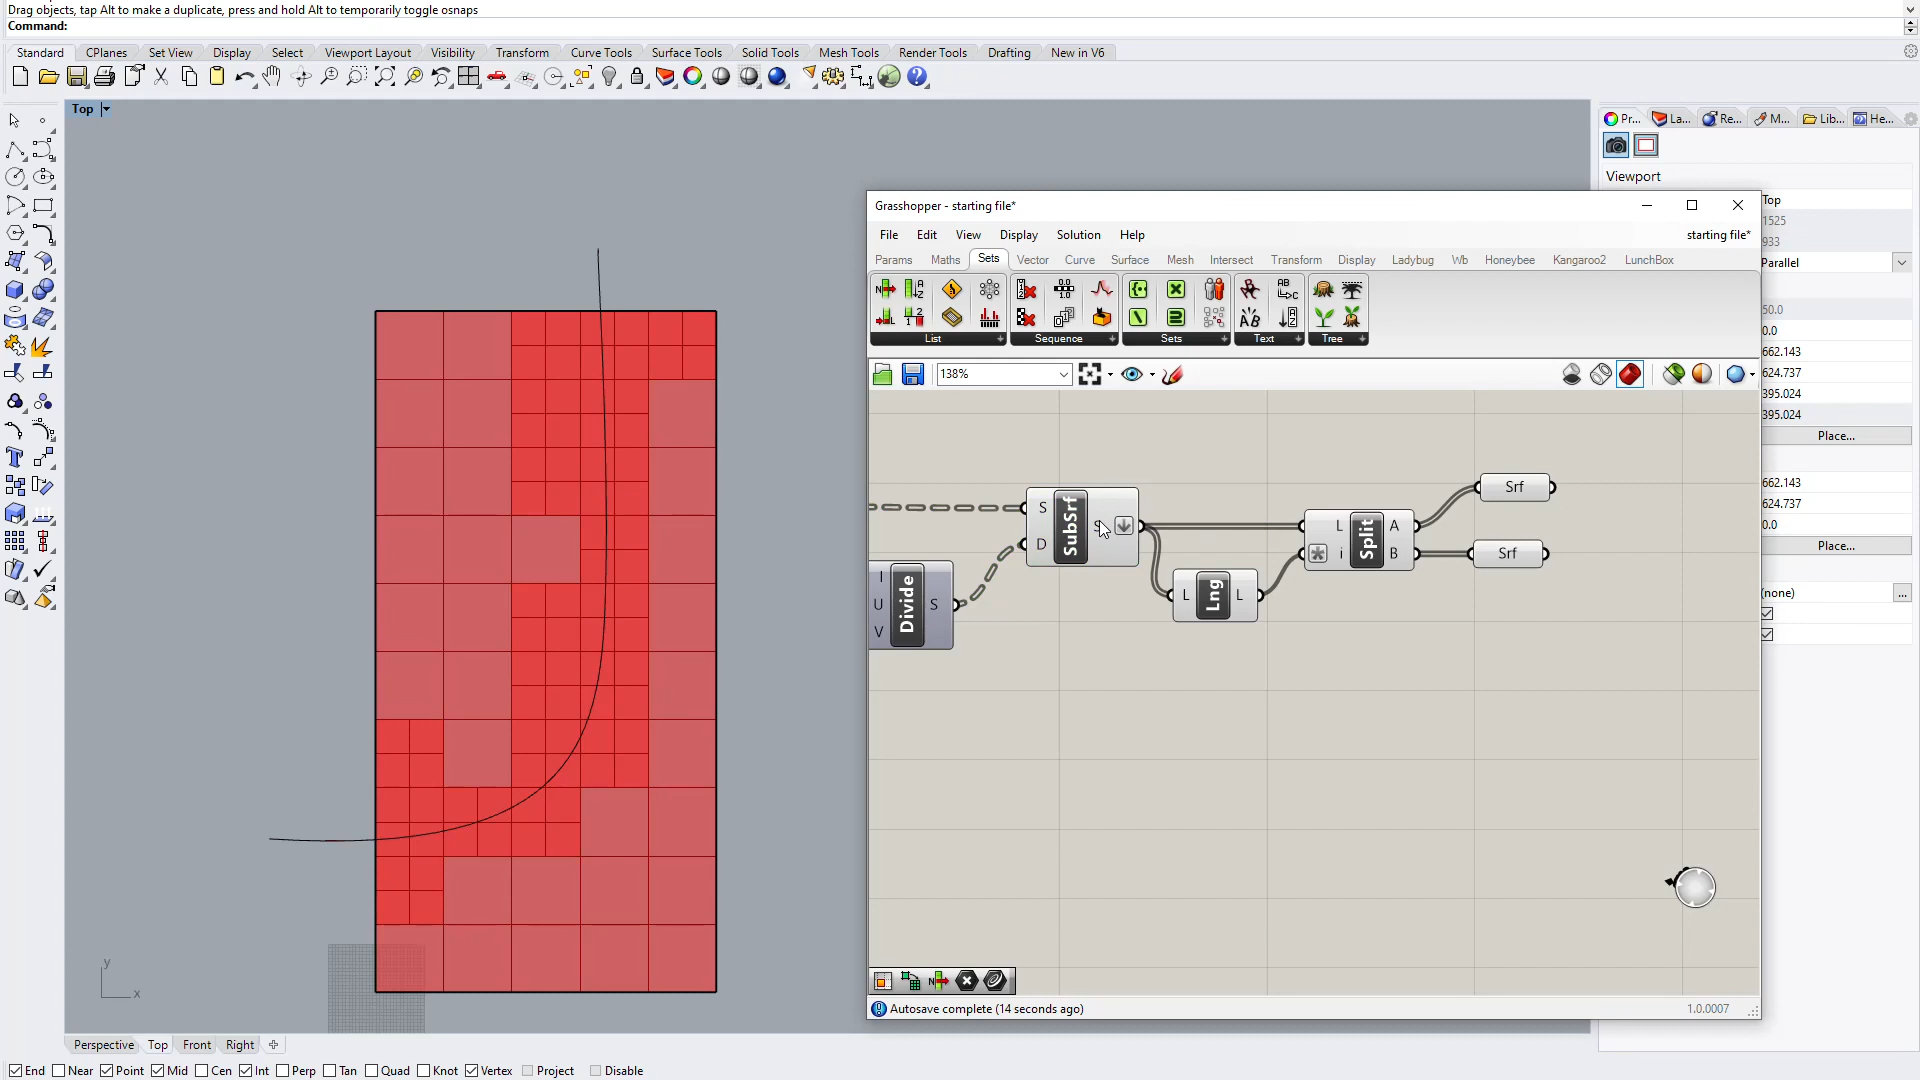 Drag objects, tap Alt to make a duplicate, press and hold Alt to temporarily toggle osnaps
Command:
Standard CPlanes Set View Display Select Viewport Layout Visibility Transform Curve Tools Surface Tools Solid Tools Mesh Tools Render Tools Drafting New in V6
Top
Pr... La... Re... M... Lib... He...
Viewport
Top
1525
933
Parallel
50.0
0.0
662.143
624.737
395.024
395.024
Place...
662.143
624.737
0.0
Place...
(none)
...
Grasshopper - starting file*
File Edit View Display Solution Help
starting file*
Params Maths Sets Vector Curve Surface Mesh Intersect Transform Display Ladybug Wb Honeybee Kangaroo2 LunchBox
List Sequence Sets Text Tree
138%
S
D
SubSrf
S
I
U
V
Divide
S
L
Lng
L
L
i
Split
A
B
Srf
Srf
Autosave complete (14 seconds ago)
1.0.0007
y
x
Perspective Top Front Right
End Near Point Mid Cen Int Perp Tan Quad Knot Vertex Project Disable